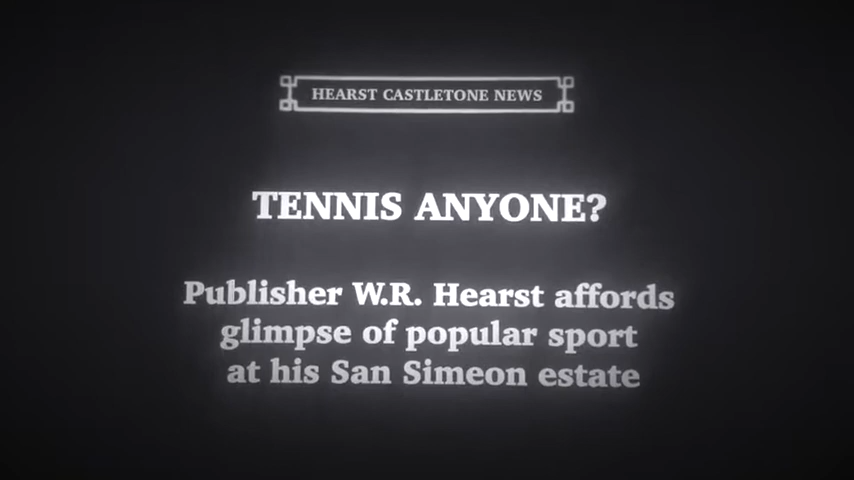 HEARST CASTLETONE NEWS
TENNIS ANYONE?
Publisher W.R. Hearst affords
glimpse of popular sport
at his San Simeon estate